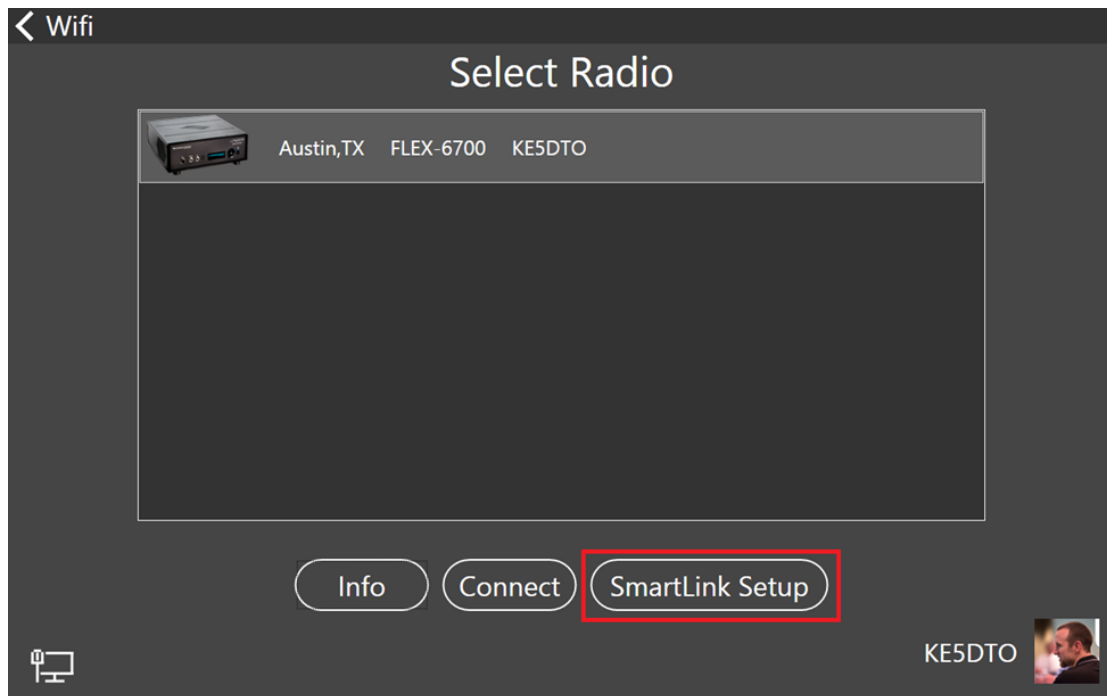 Wifi
Select Radio
Austin,TX FLEX-6700 KE5DTO
Info Connect SmartLink Setup
KE5DTO